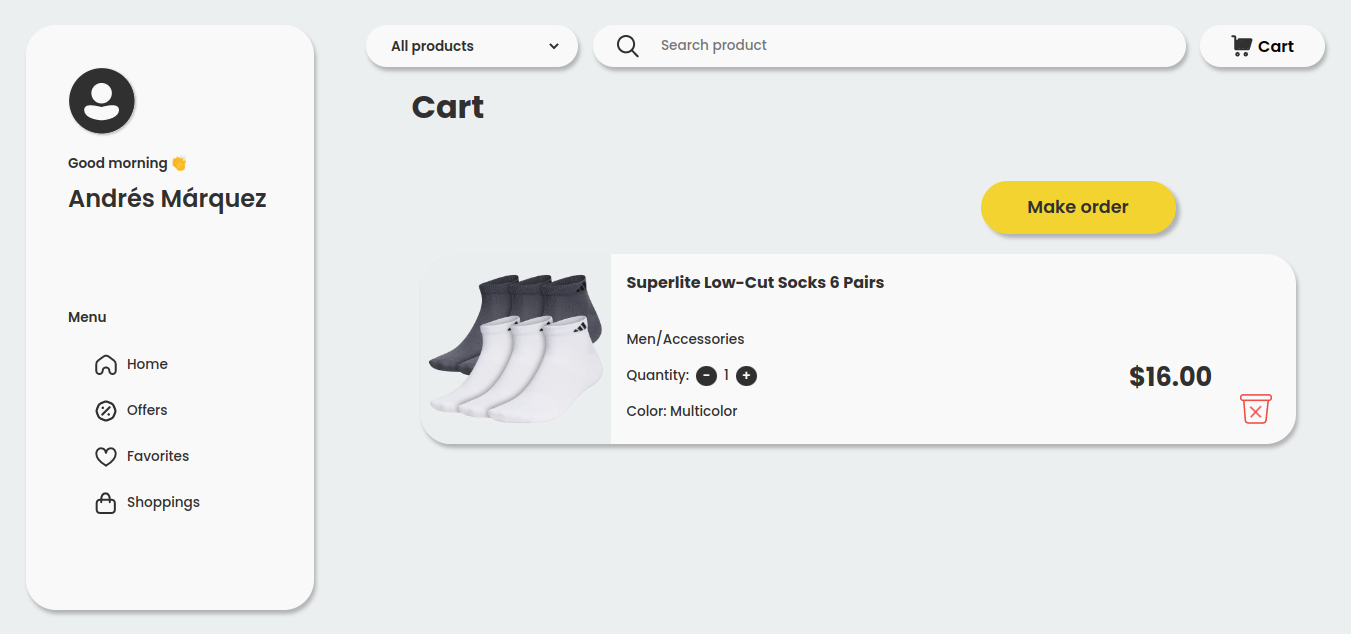 All products
Search product
Cart
Good morning 👏
Andrés Márquez
Menu
Home
Offers
Favorites
Shoppings
Cart
Make order
Superlite Low-Cut Socks 6 Pairs
Men/Accessories
Quantity: - 1 +
Color: Multicolor
$16.00